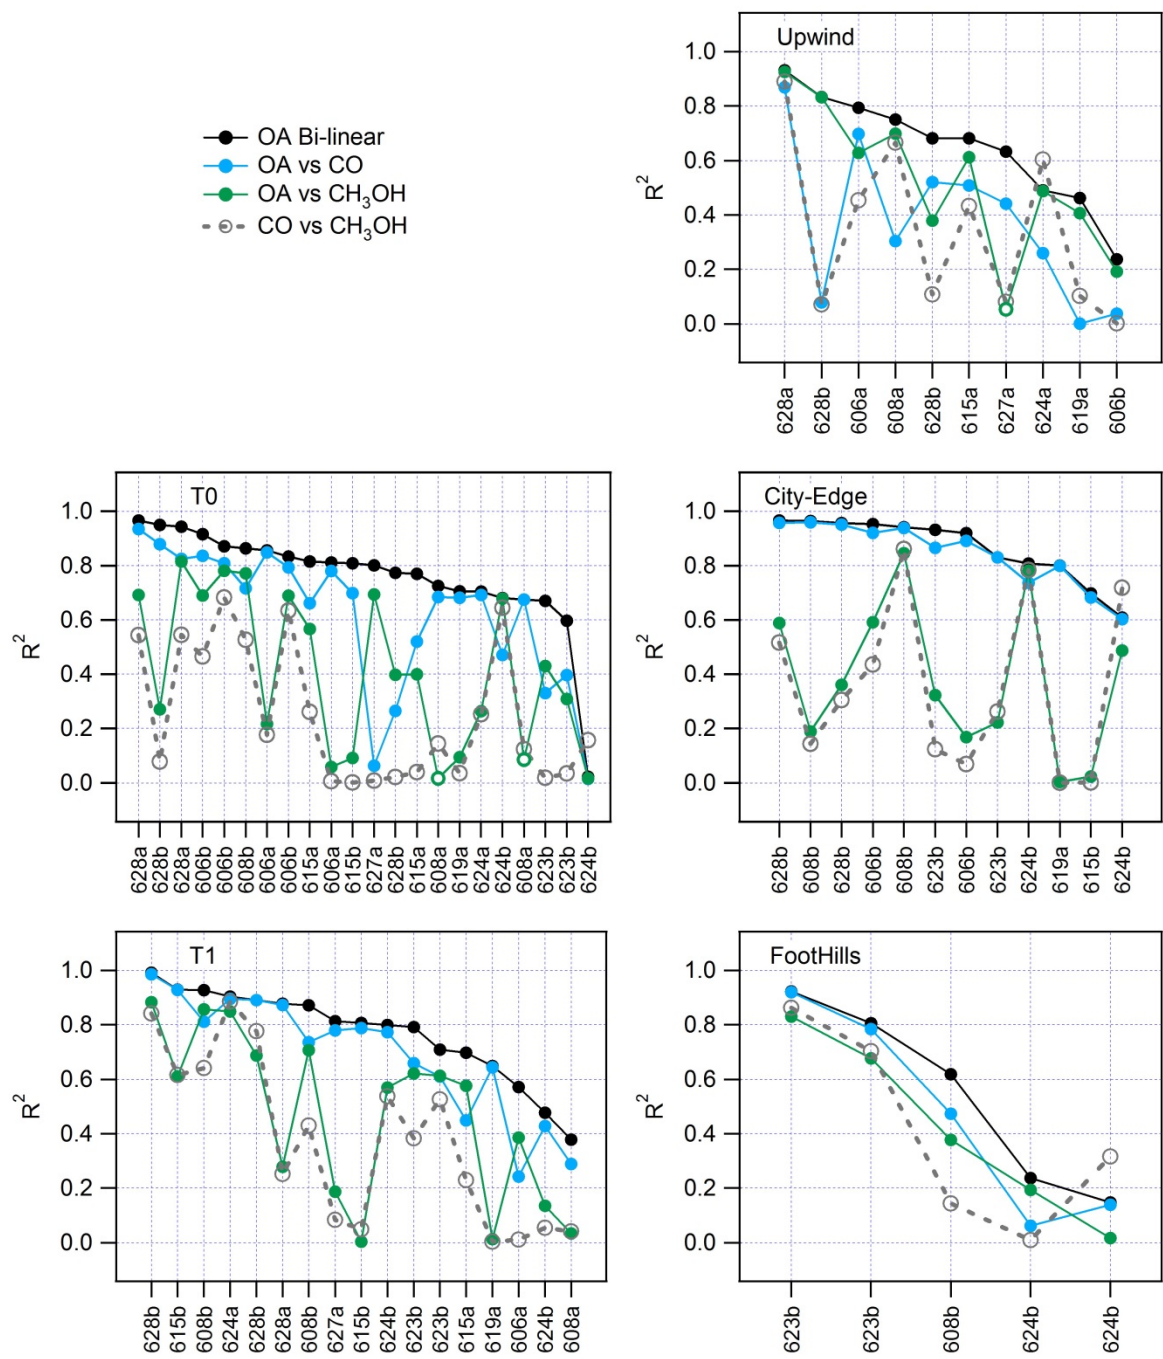 Upwind
1.0
0.8
0.6
0.4
0.2
0.0
R²
628a 628b 606a 608a 628b 615a 627a 624a 619a 606b
OA Bi-linear
OA vs CO
OA vs CH₃OH
CO vs CH₃OH
T0
1.0
0.8
0.6
0.4
0.2
0.0
R²
628a 628b 628a 606b 606b 608b 606a 606b 615a 606a 615b 627a 628b 615a 608a 619a 624a 624b 608a 623b 623b 624b
City-Edge
1.0
0.8
0.6
0.4
0.2
0.0
R²
628b 608b 628b 606b 608b 623b 606b 623b 624b 619a 615b 624b
T1
1.0
0.8
0.6
0.4
0.2
0.0
R²
628b 615b 608b 624a 628b 628a 608b 627a 615b 624b 623b 623b 615a 619a 606a 624b 608a
FootHills
1.0
0.8
0.6
0.4
0.2
0.0
R²
623b 623b 608b 624b 624b